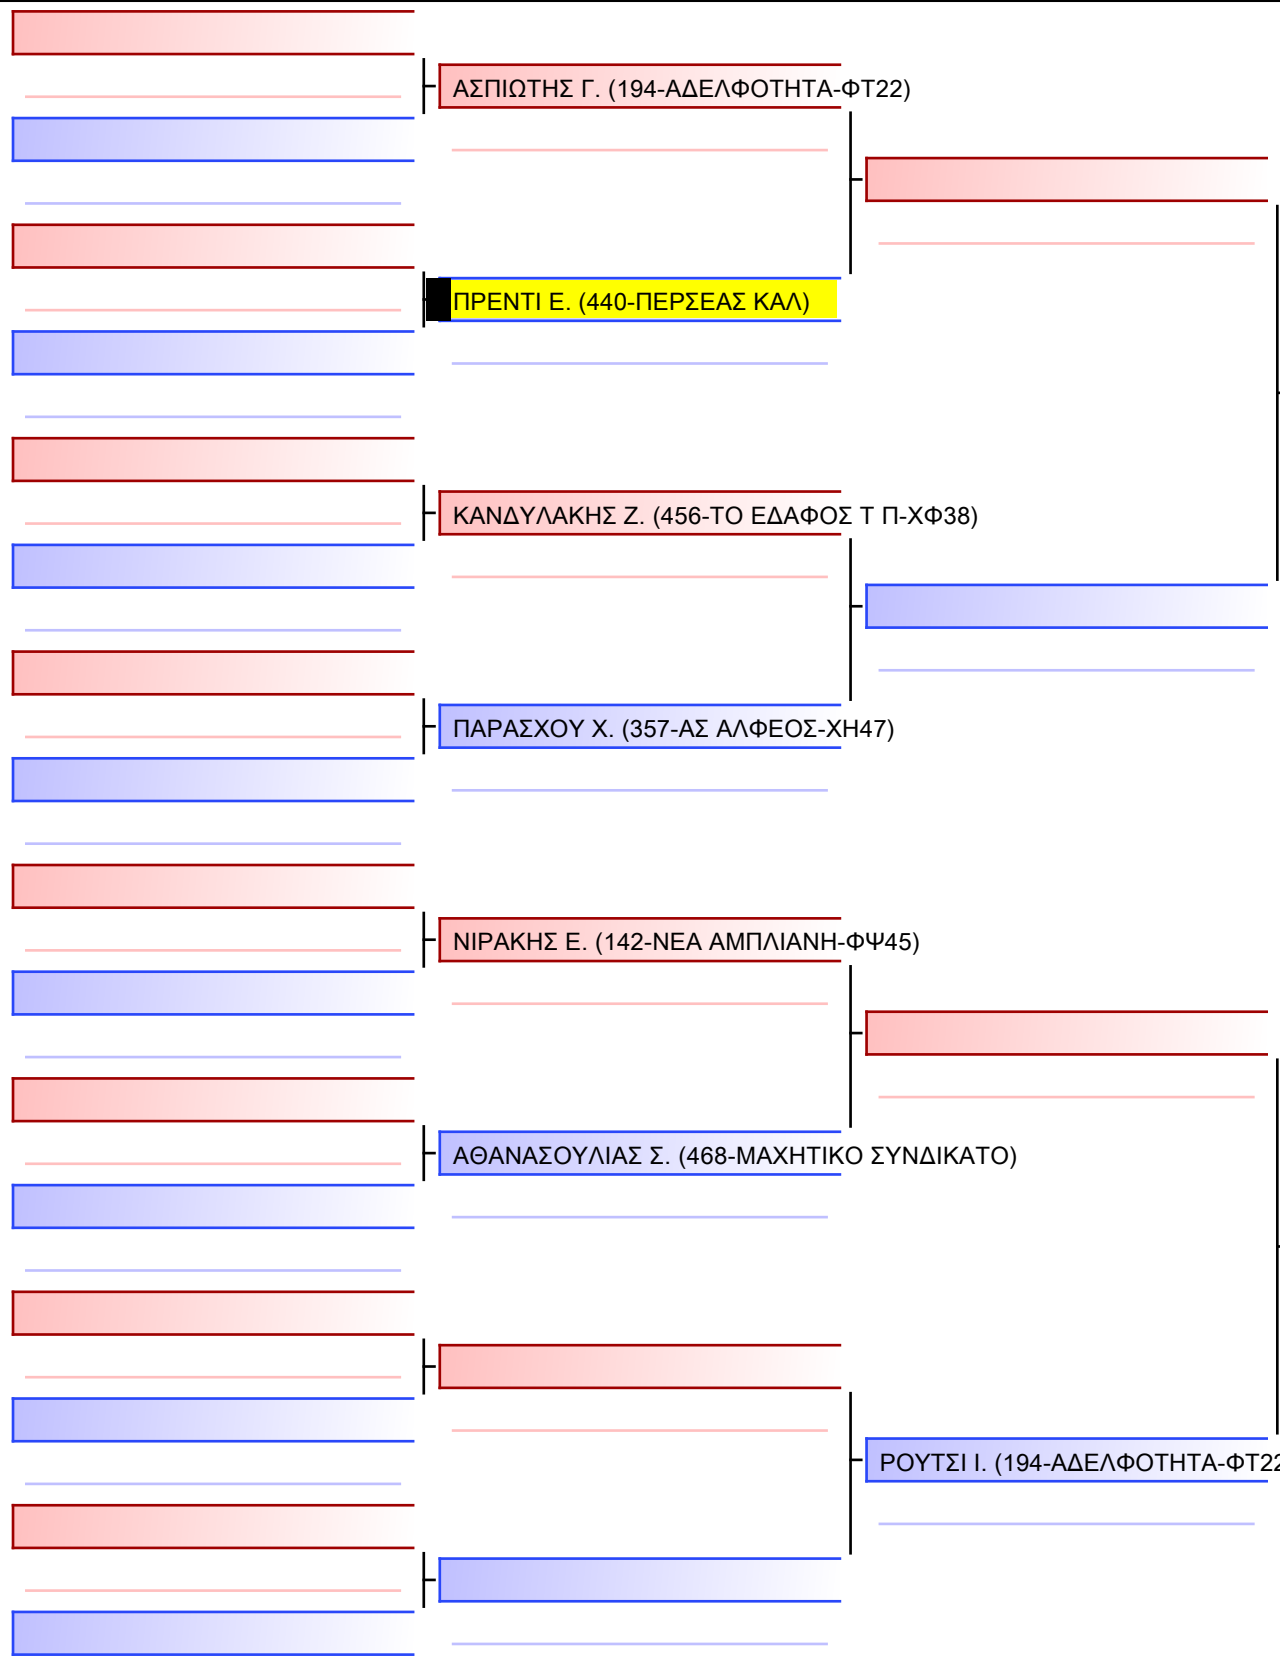 ΑΣΠΙΩΤΗΣ Γ. (194-ΑΔΕΛΦΟΤΗΤΑ-ΦΤ22)
ΠΡΕΝΤΙ Ε. (440-ΠΕΡΣΕΑΣ ΚΑΛ)
ΚΑΝΔΥΛΑΚΗΣ Ζ. (456-ΤΟ ΕΔΑΦΟΣ Τ Π-ΧΦ38)
ΠΑΡΑΣΧΟΥ Χ. (357-ΑΣ ΑΛΦΕΟΣ-ΧΗ47)
ΝΙΡΑΚΗΣ Ε. (142-ΝΕΑ ΑΜΠΛΙΑΝΗ-ΦΨ45)
ΑΘΑΝΑΣΟΥΛΙΑΣ Σ. (468-ΜΑΧΗΤΙΚΟ ΣΥΝΔΙΚΑΤΟ)
ΡΟΥΤΣΙ Ι. (194-ΑΔΕΛΦΟΤΗΤΑ-ΦΤ22